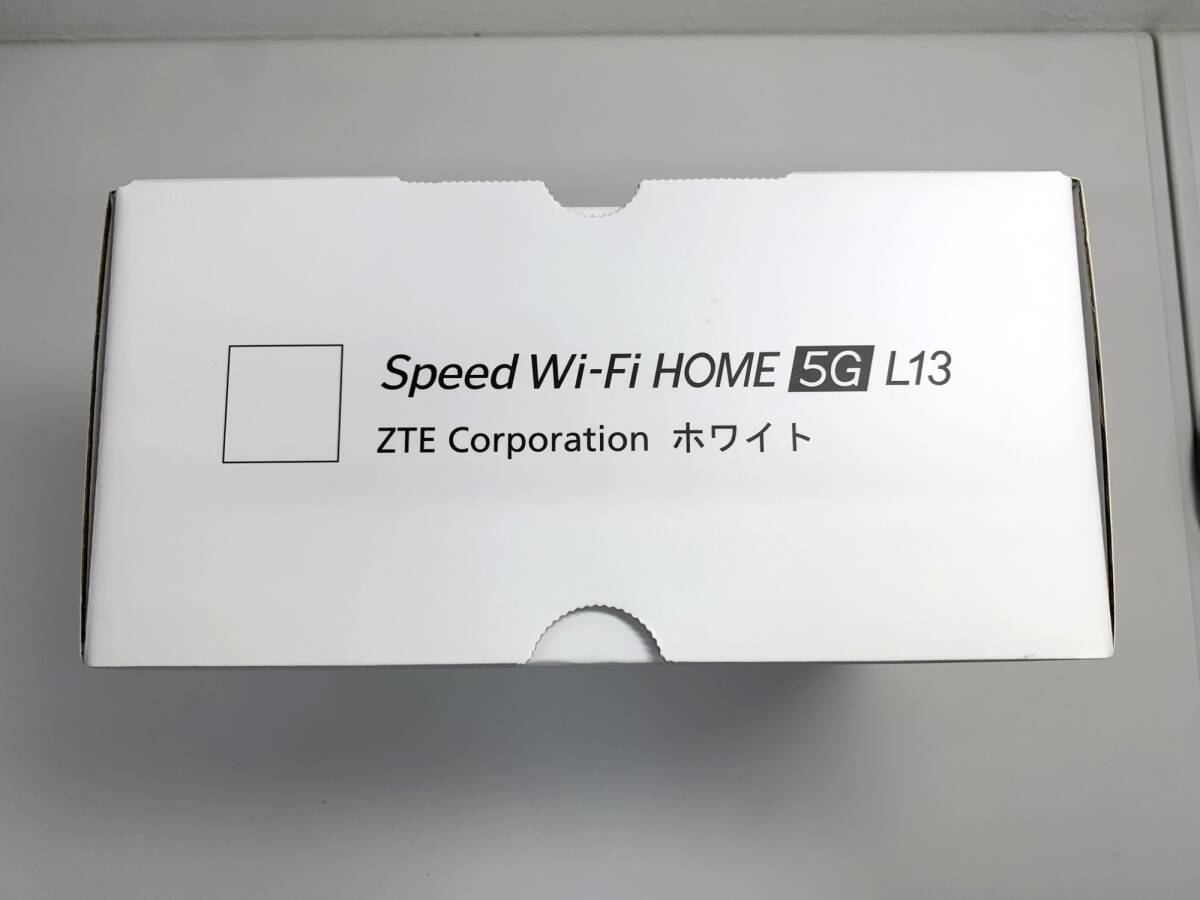 Speed Wi-Fi HOME 5G L13
ZTE Corporation ホワイト